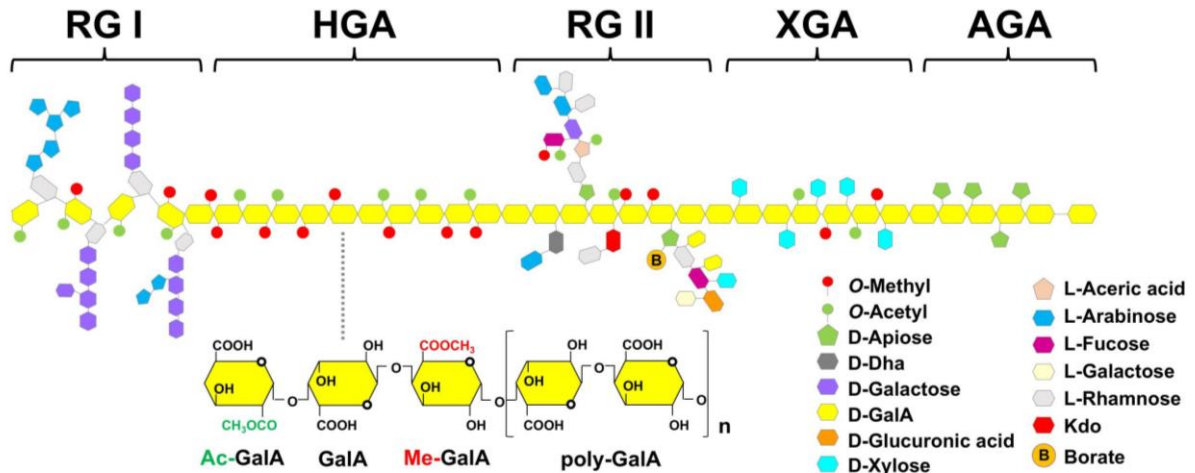 RG I HGA RG II XGA AGA
B
O-Methyl
O-Acetyl
D-Apiose
D-Dha
D-Galactose
D-GalA
D-Glucuronic acid
D-Xylose
L-Aceric acid
L-Arabinose
L-Fucose
L-Galactose
L-Rhamnose
Kdo
B Borate
COOH OH COOCH3 OH COOH
O O O O O
OH OH OH OH OH
O O O O O
CH3OCO COOH OH COOH OH n
Ac-GalA GalA Me-GalA poly-GalA